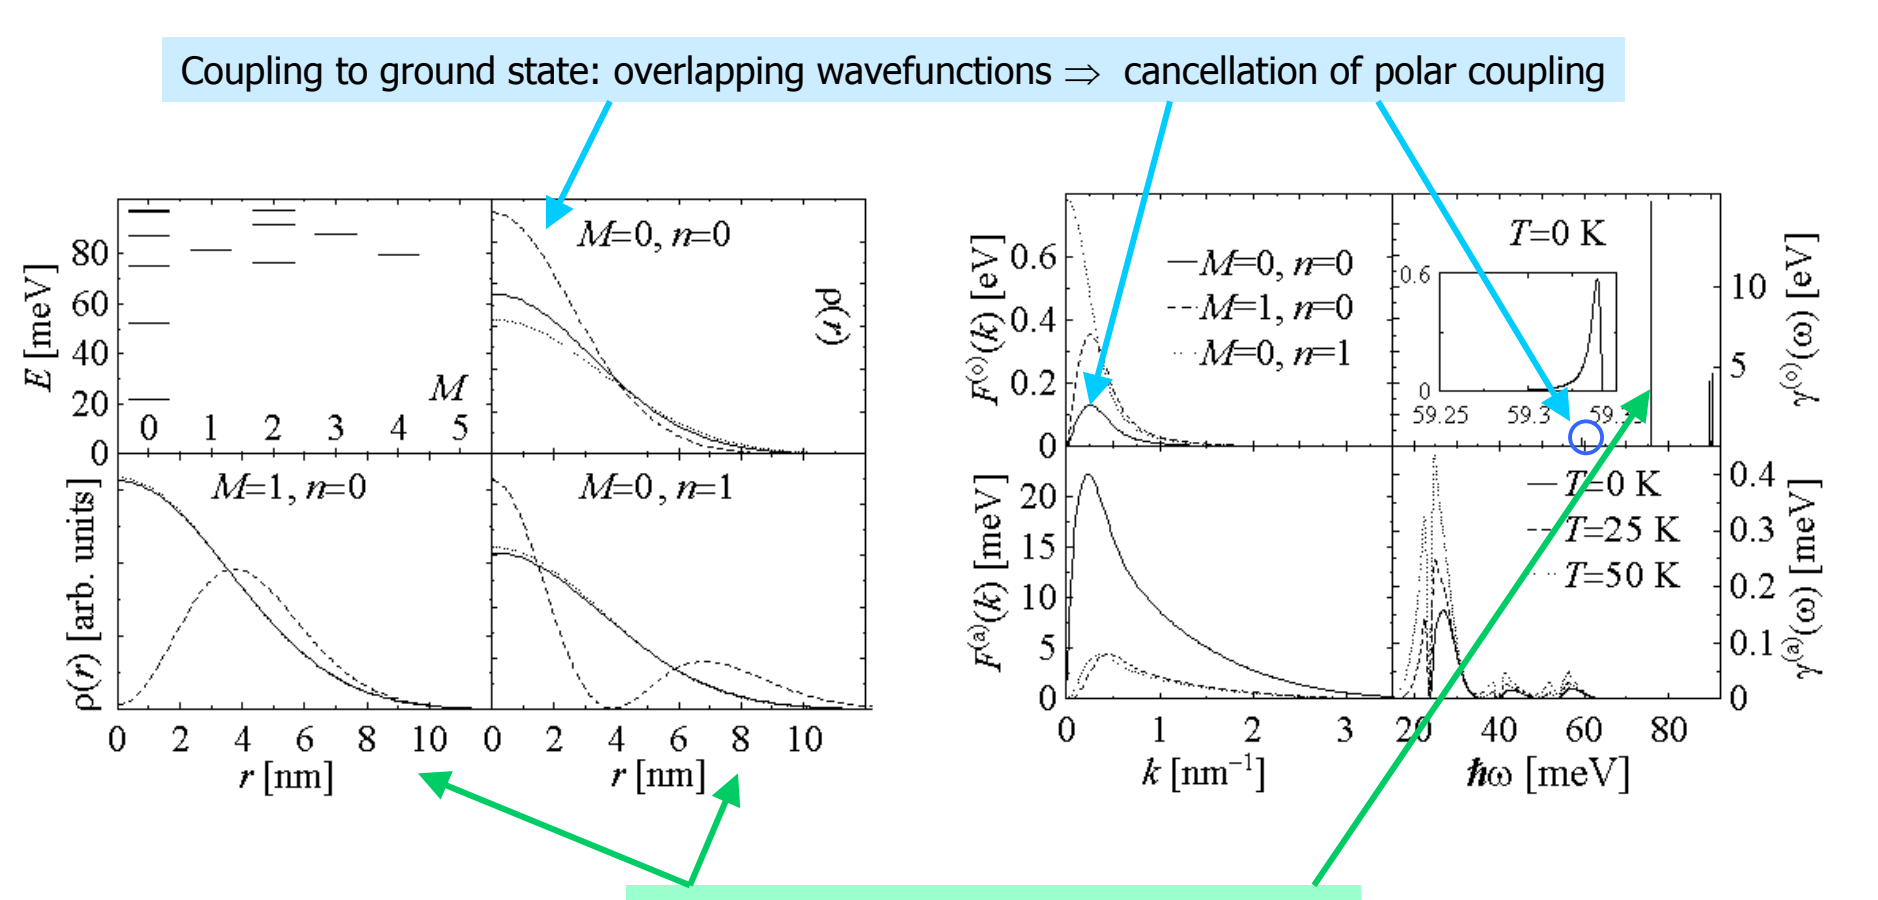 Coupling to ground state: overlapping wavefunctions ⇒ cancellation of polar coupling
E [meV]
80
60
40
20
0
M
0 1 2 3 4 5
M=0, n=0
ρ(r)
M=1, n=0
M=0, n=1
ρ(r) [arb. units]
0 2 4 6 8 10
0 2 4 6 8 10
r [nm]
r [nm]
F⁽ᵒ⁾(k) [eV]
0.6
0.4
0.2
0
M=0, n=0
M=1, n=0
M=0, n=1
T=0 K
0.6
0
59.25 59.3
10
5
γ⁽ᵒ⁾(ω) [eV]
F⁽ᵃ⁾(k) [meV]
20
15
10
5
0
T=0 K
T=25 K
T=50 K
0.4
0.3
0.2
0.1
0
γ⁽ᵃ⁾(ω) [meV]
0 1 2 3
20 40 60 80
k [nm⁻¹]
ħω [meV]